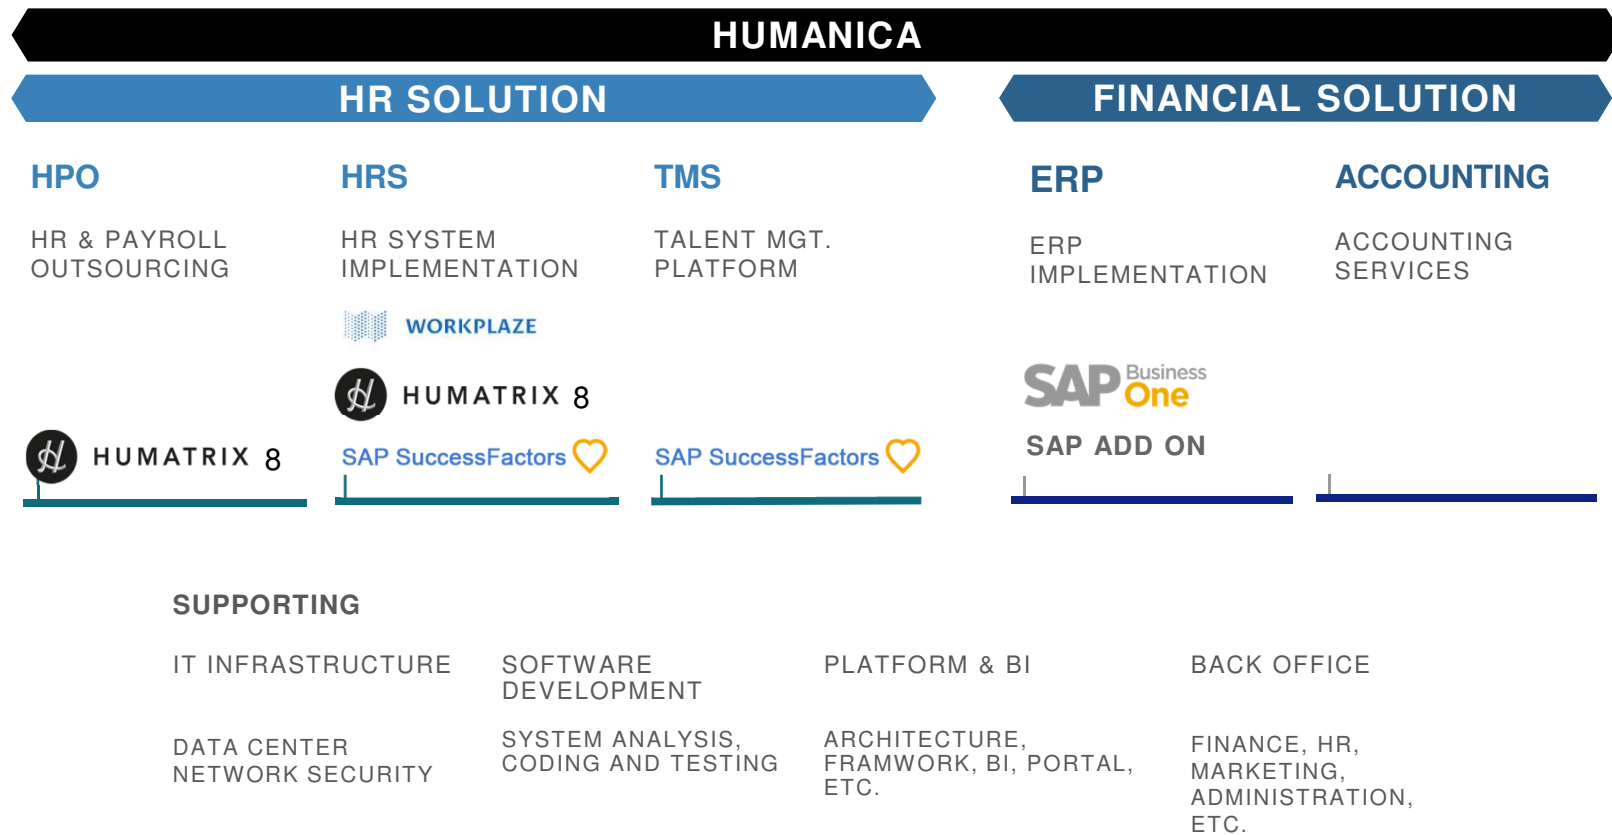 HUMANICA
HR SOLUTION
FINANCIAL SOLUTION
HPO
HR & PAYROLL
OUTSOURCING
HUMATRIX 8
HRS
HR SYSTEM
IMPLEMENTATION
WORKPLAZE
HUMATRIX 8
SAP SuccessFactors
TMS
TALENT MGT.
PLATFORM
SAP SuccessFactors
ERP
ERP
IMPLEMENTATION
SAP Business
One
SAP ADD ON
ACCOUNTING
ACCOUNTING
SERVICES
SUPPORTING
IT INFRASTRUCTURE
DATA CENTER
NETWORK SECURITY
SOFTWARE
DEVELOPMENT
SYSTEM ANALYSIS,
CODING AND TESTING
PLATFORM & BI
ARCHITECTURE,
FRAMWORK, BI, PORTAL,
ETC.
BACK OFFICE
FINANCE, HR,
MARKETING,
ADMINISTRATION,
ETC.